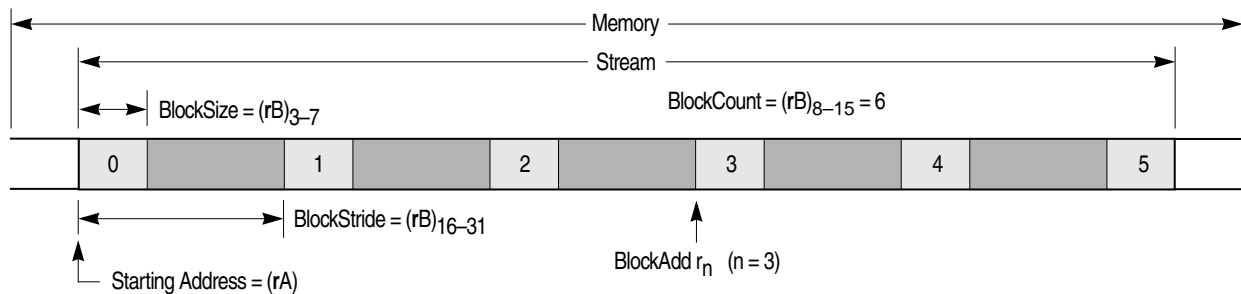 Memory
Stream
BlockSize = (rB)3–7 BlockCount = (rB)8–15 = 6
0 1 2 3 4 5
BlockStride = (rB)16–31
BlockAdd rn (n = 3)
Starting Address = (rA)